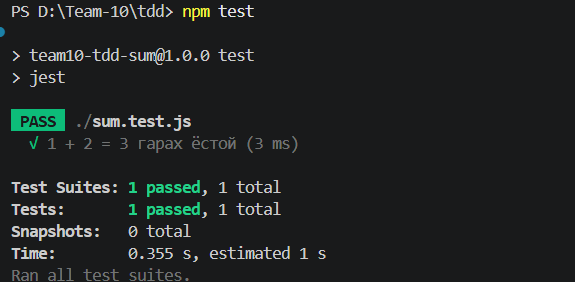 PS D:\Team-10\tdd> npm test
> team10-tdd-sum@1.0.0 test
> jest
PASS ./sum.test.js
√ 1 + 2 = 3 гарах ёстой (3 ms)
Test Suites: 1 passed, 1 total
Tests: 1 passed, 1 total
Snapshots: 0 total
Time: 0.355 s, estimated 1 s
Ran all test suites.